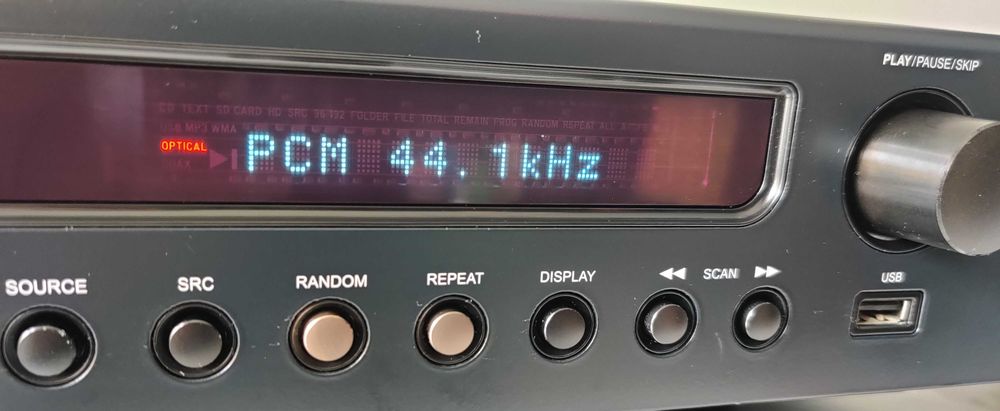 PLAY/PAUSE/SKIP
CD TEXT SD CARD HD SRC 96 192 FOLDER FILE TOTAL REMAIN PROG RANDOM REPEAT ALL
USB MP3 WMA
OPTICAL
PCM 44.1kHz
COAX
SOURCE
SRC
RANDOM
REPEAT
DISPLAY
SCAN
USB